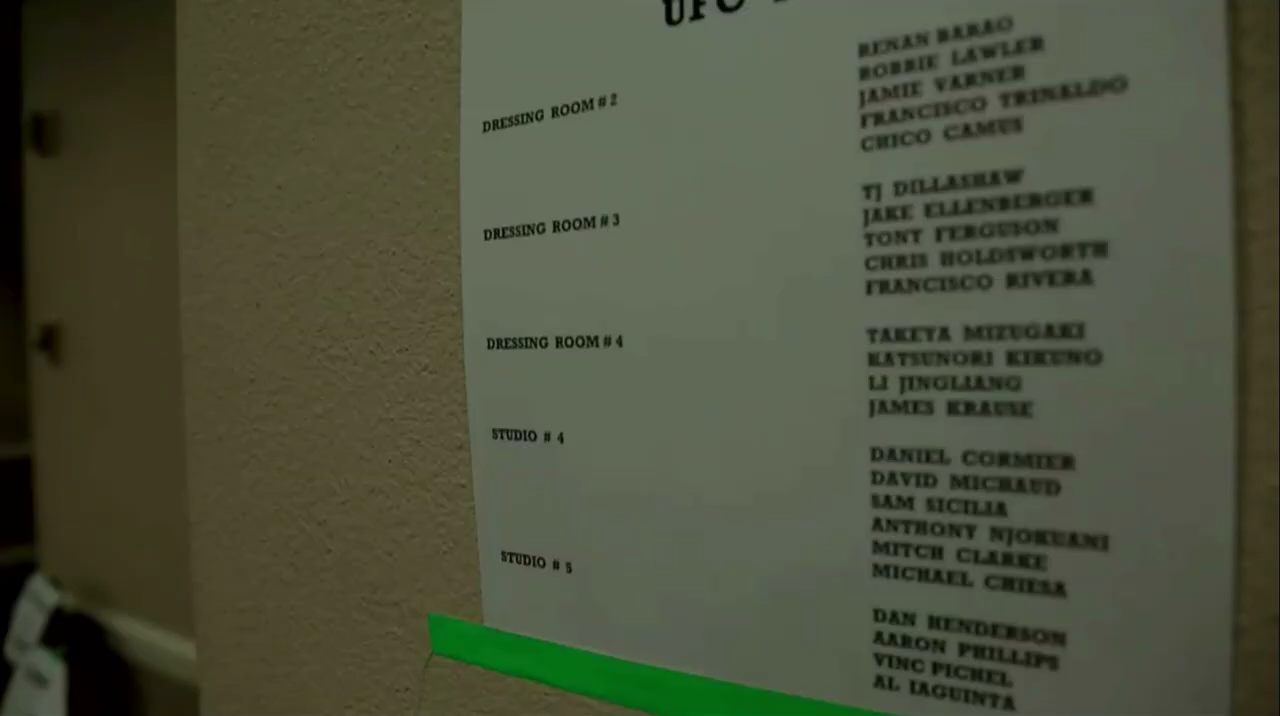 UFC
DRESSING ROOM # 2
RENAN BARAO
ROBBIE LAWLER
JAMIE VARNER
FRANCISCO TRINALDO
CHICO CAMUS
DRESSING ROOM # 3
TJ DILLASHAW
JAKE ELLENBERGER
TONY FERGUSON
CHRIS HOLDSWORTH
FRANCISCO RIVERA
DRESSING ROOM # 4
TAKEYA MIZUGAKI
KATSUNORI KIKUNO
LI JINGLIANG
JAMES KRAUSE
STUDIO # 4
DANIEL CORMIER
DAVID MICHAUD
SAM SICILIA
ANTHONY NJOKUANI
MITCH CLARKE
MICHAEL CHIESA
STUDIO # 5
DAN HENDERSON
AARON PHILLIPS
VINC PICHEL
AL IAQUINTA